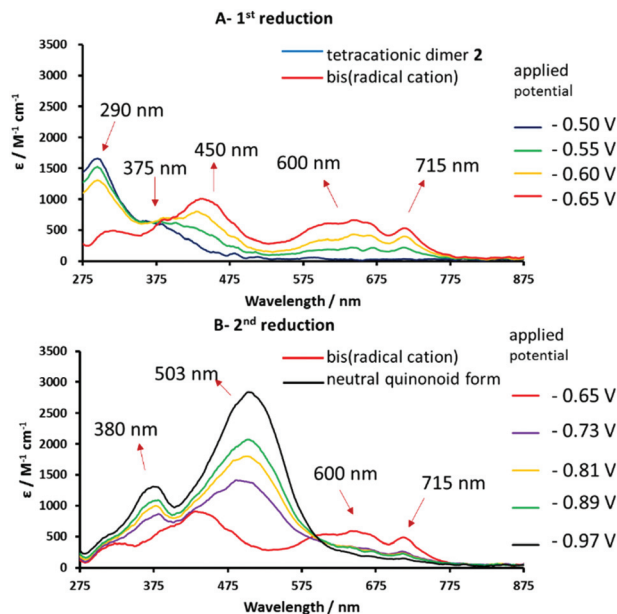 A- 1st reduction
3500
3000
2500
2000
1500
1000
500
0
ε / M-1 cm-1
tetracationic dimer 2
bis(radical cation)
290 nm
375 nm
450 nm
600 nm
715 nm
applied
potential
- 0.50 V
- 0.55 V
- 0.60 V
- 0.65 V
275 375 475 575 675 775 875
Wavelength / nm
B- 2nd reduction
3500
3000
2500
2000
1500
1000
500
0
ε / M-1 cm-1
bis(radical cation)
neutral quinonoid form
503 nm
380 nm
600 nm
715 nm
applied
potential
- 0.65 V
- 0.73 V
- 0.81 V
- 0.89 V
- 0.97 V
275 375 475 575 675 775 875
Wavelength / nm